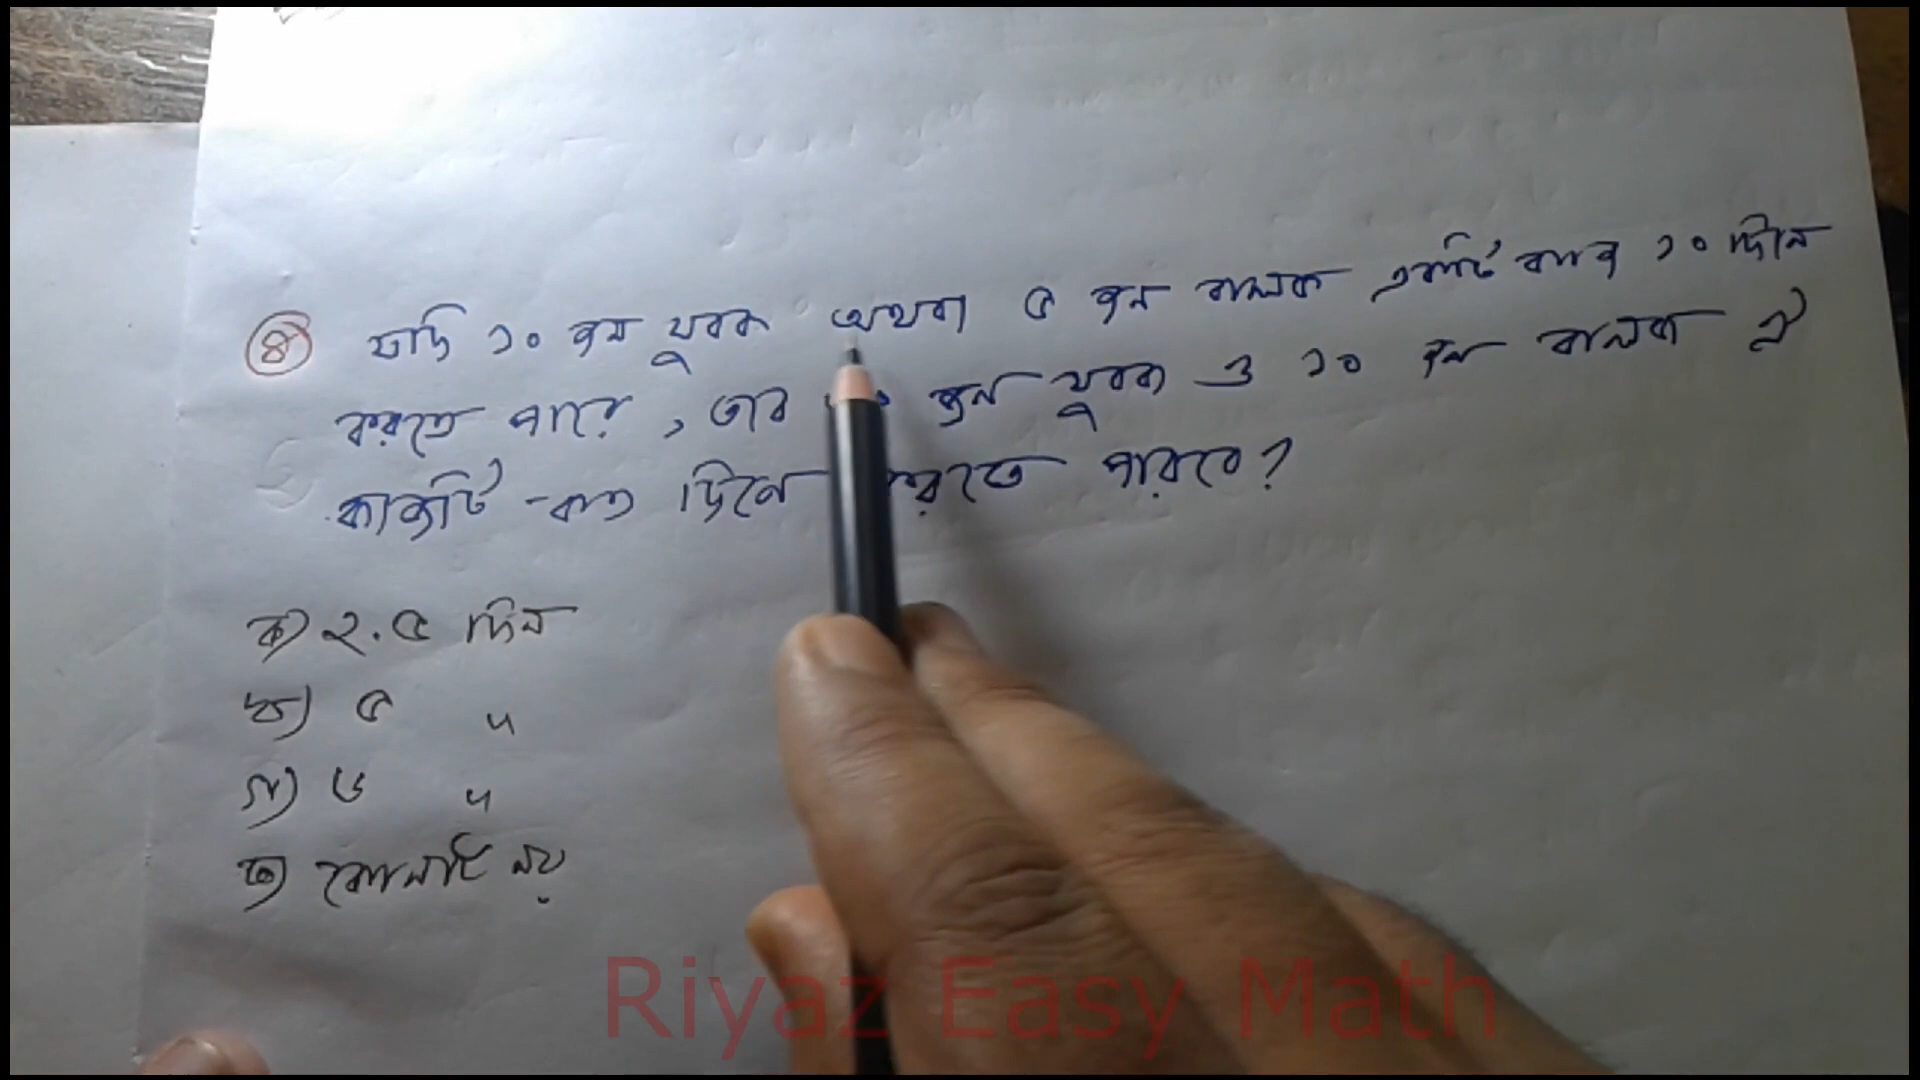 ৪ যদি ১০ জন যুবক অথবা ৫ জন বালক একটি কাজ ১০ দিনে
করতে পারে, তবে জন যুবক ও ১০ জন বালক ঐ
কাজটি কত দিনে করতে পারবে?
ক) ২.৫ দিন
খ) ৫ "
গ) ৬ "
ঘ) কোনটি নয়
Riyaz Easy Math